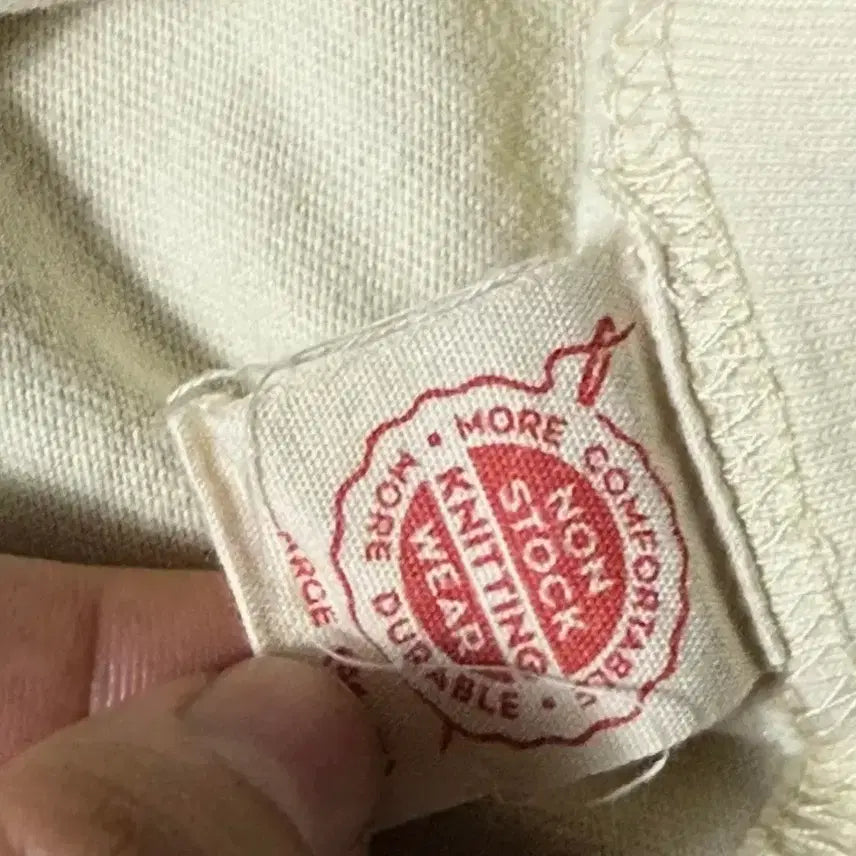 • MORE COMFORTABLE
• MORE DURABLE
NON
STOCK
KNITTING
WEAR